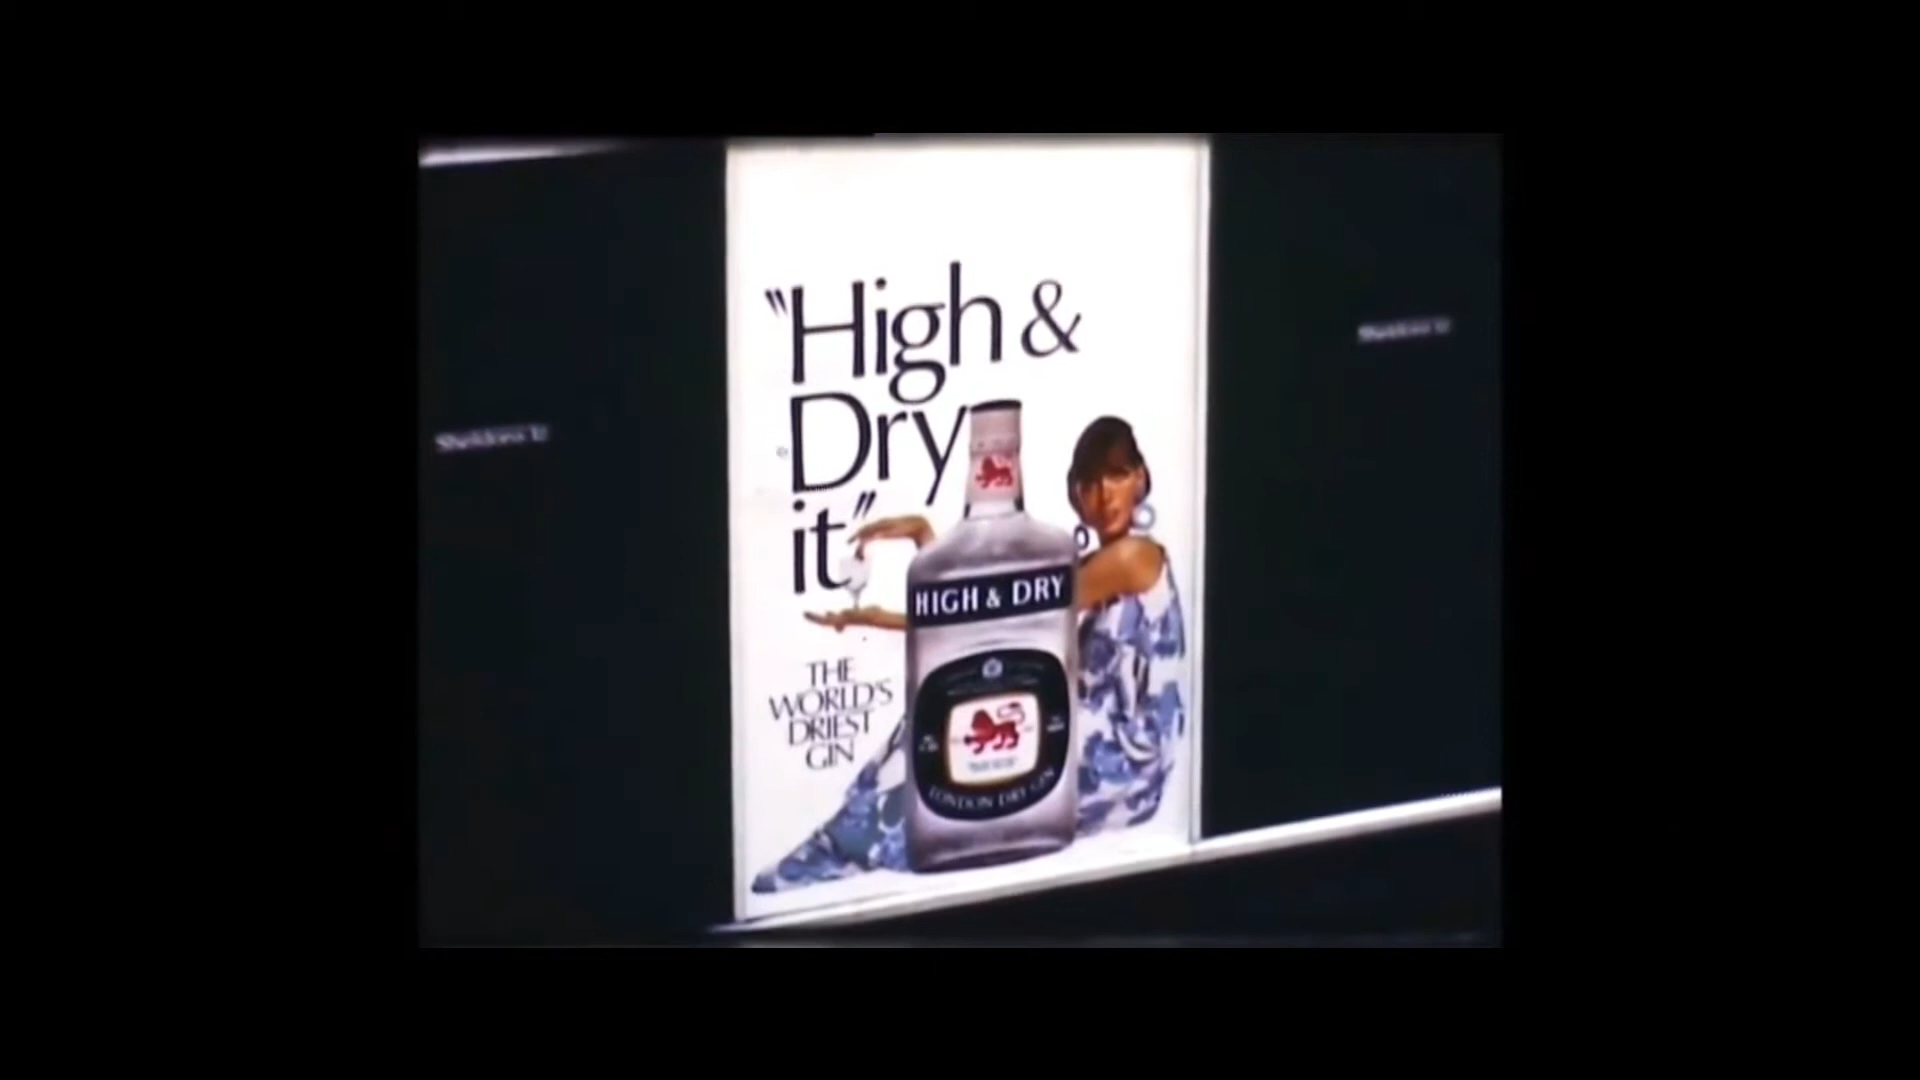 "High &
Dry
it"
HIGH & DRY
THE
WORLD'S
DRIEST
GIN
LONDON DRY GIN